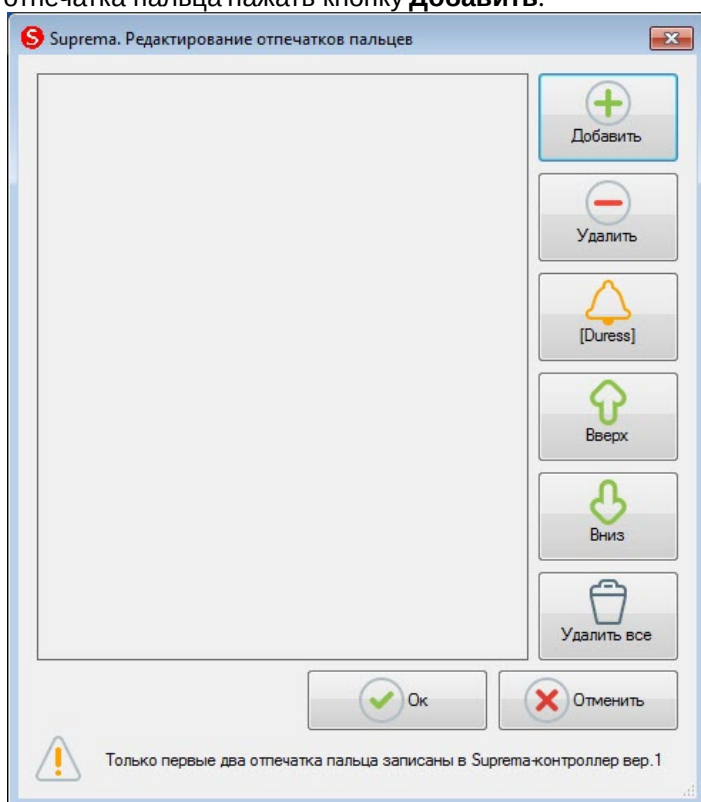 отпечатка пальца нажать кнопку Добавить.
Suprema. Редактирование отпечатков пальцев
Добавить
Удалить
[Duress]
Вверх
Вниз
Удалить все
Ок
Отменить
Только первые два отпечатка пальца записаны в Suprema-контроллер вер.1